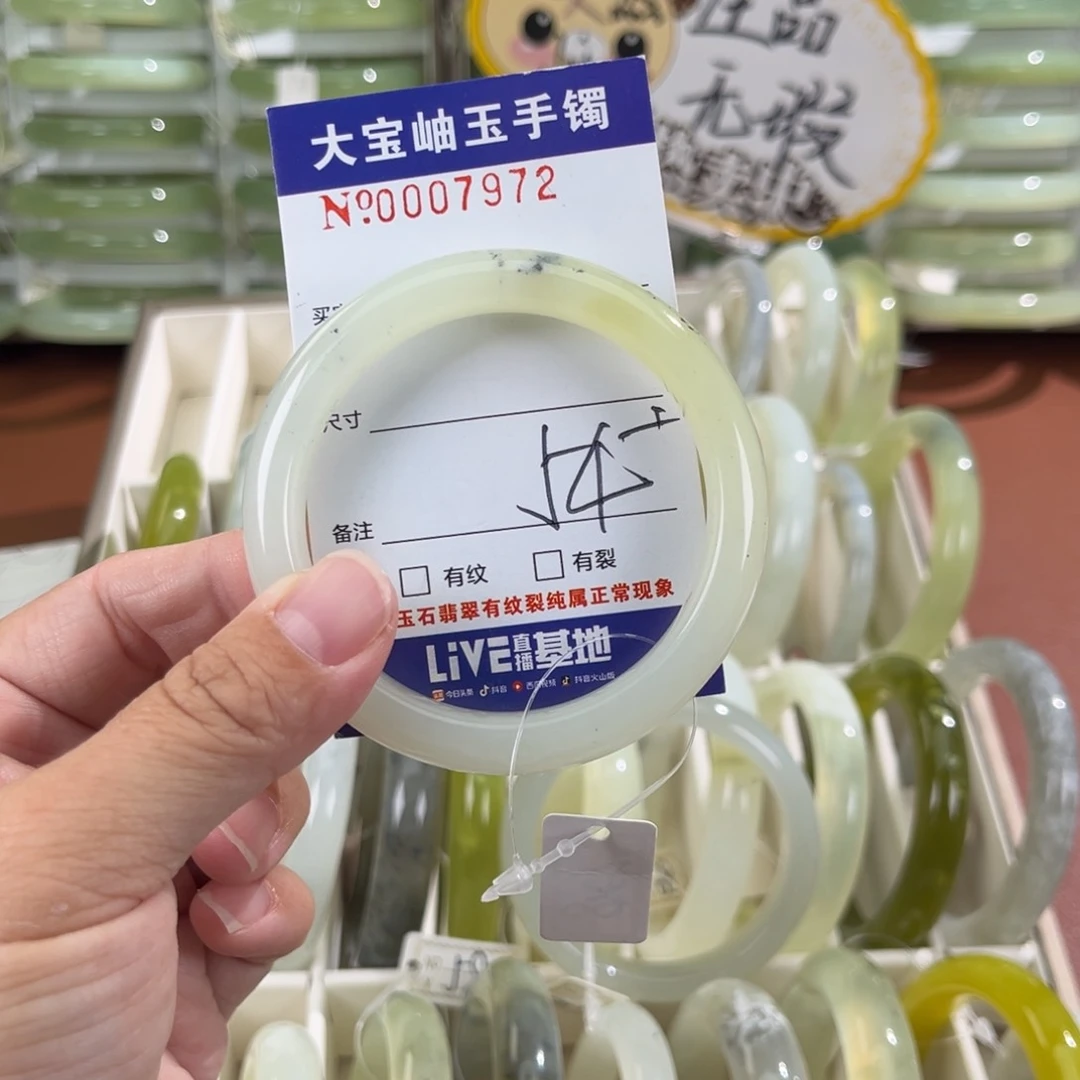 正品
无瑕
大宝岫玉手镯
Nº0007972
尺寸
备注
有纹
有裂
玉石翡翠有纹裂纯属正常现象
LiVE直播基地
今日头条 抖音 西瓜视频 抖音火山版